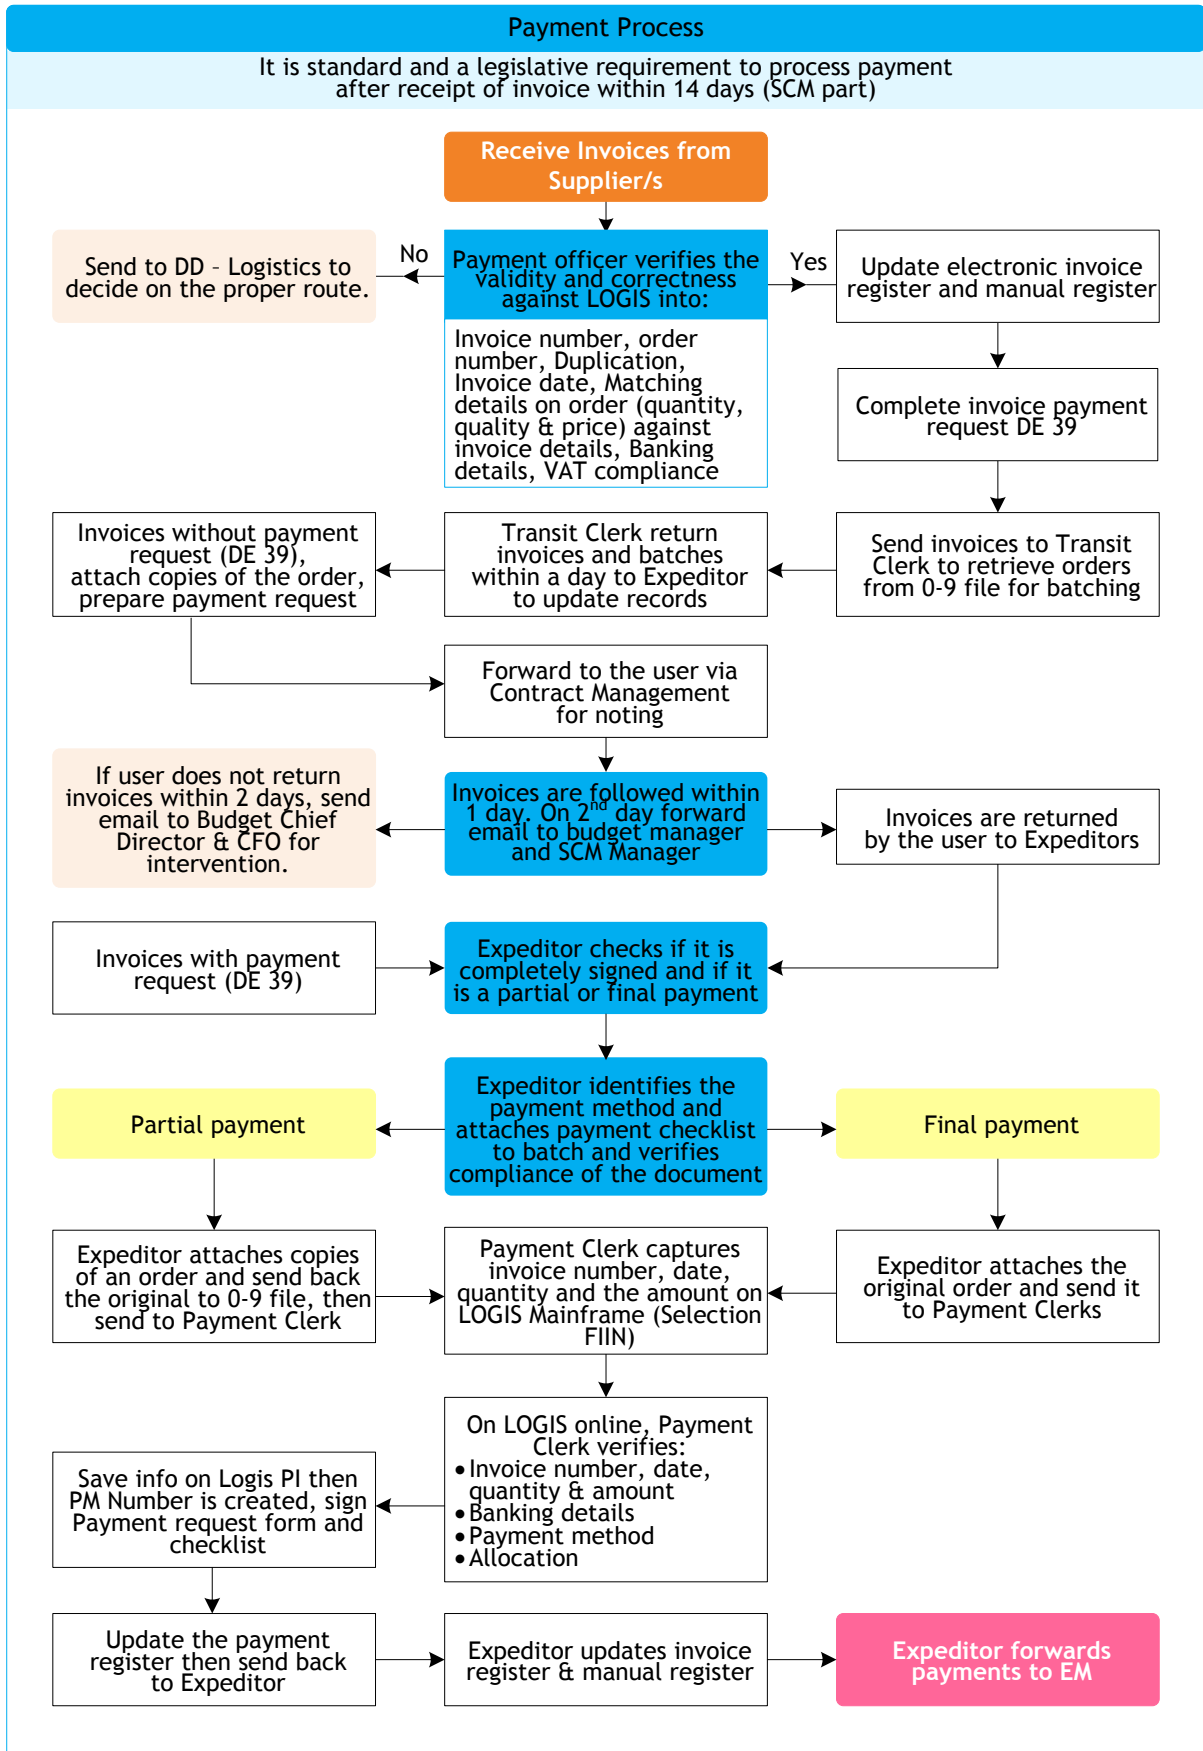 Payment Process
It is standard and a legislative requirement to process payment
after receipt of invoice within 14 days (SCM part)
Receive Invoices from
Supplier/s
Send to DD – Logistics to
decide on the proper route.
No
Payment officer verifies the
validity and correctness
against LOGIS into:
Invoice number, order
number, Duplication,
Invoice date, Matching
details on order (quantity,
quality & price) against
invoice details, Banking
details, VAT compliance
Yes
Update electronic invoice
register and manual register
Complete invoice payment
request DE 39
Send invoices to Transit
Clerk to retrieve orders
from 0-9 file for batching
Transit Clerk return
invoices and batches
within a day to Expeditor
to update records
Invoices without payment
request (DE 39),
attach copies of the order,
prepare payment request
Forward to the user via
Contract Management
for noting
If user does not return
invoices within 2 days, send
email to Budget Chief
Director & CFO for
intervention.
Invoices are followed within
1 day. On 2nd day forward
email to budget manager
and SCM Manager
Invoices are returned
by the user to Expeditors
Invoices with payment
request (DE 39)
Expeditor checks if it is
completely signed and if it
is a partial or final payment
Partial payment
Expeditor identifies the
payment method and
attaches payment checklist
to batch and verifies
compliance of the document
Final payment
Expeditor attaches copies
of an order and send back
the original to 0-9 file, then
send to Payment Clerk
Payment Clerk captures
invoice number, date,
quantity and the amount on
LOGIS Mainframe (Selection
FIIN)
Expeditor attaches the
original order and send it
to Payment Clerks
On LOGIS online, Payment
Clerk verifies:
• Invoice number, date,
quantity & amount
• Banking details
• Payment method
• Allocation
Save info on Logis PI then
PM Number is created, sign
Payment request form and
checklist
Update the payment
register then send back
to Expeditor
Expeditor updates invoice
register & manual register
Expeditor forwards
payments to EM